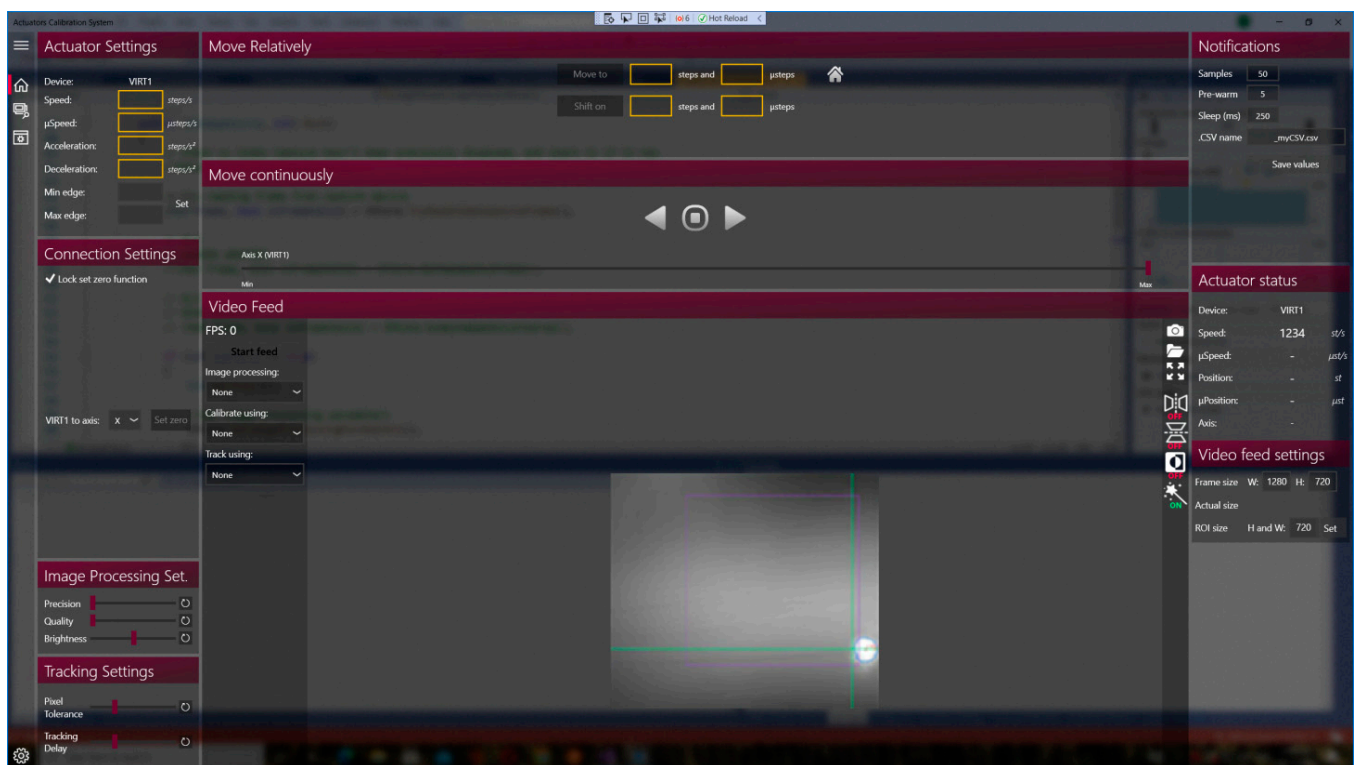 Actuators Calibration System
6 Hot Reload
Actuator Settings
Device: VIRT1
Speed: steps/s
µSpeed: µsteps/s
Acceleration: steps/s²
Deceleration: steps/s²
Min edge:
Set
Max edge:
Connection Settings
Lock set zero function
VIRT1 to axis: X Set zero
Image Processing Set.
Precision
Quality
Brightness
Tracking Settings
Pixel
Tolerance
Tracking
Delay
Move Relatively
Move to steps and µsteps
Shift on steps and µsteps
Move continuously
Axis X (VIRT1)
Min Max
Video Feed
FPS: 0
Start feed
Image processing:
None
Calibrate using:
None
Track using:
None
OFF
OFF
OFF
ON
Notifications
Samples 50
Pre-warm 5
Sleep (ms) 250
.CSV name _myCSV.csv
Save values
Actuator status
Device: VIRT1
Speed: 1234 st/s
µSpeed: - µst/s
Position: - st
µPosition: - µst
Axis: -
Video feed settings
Frame size W: 1280 H: 720
Actual size
ROI size H and W: 720 Set